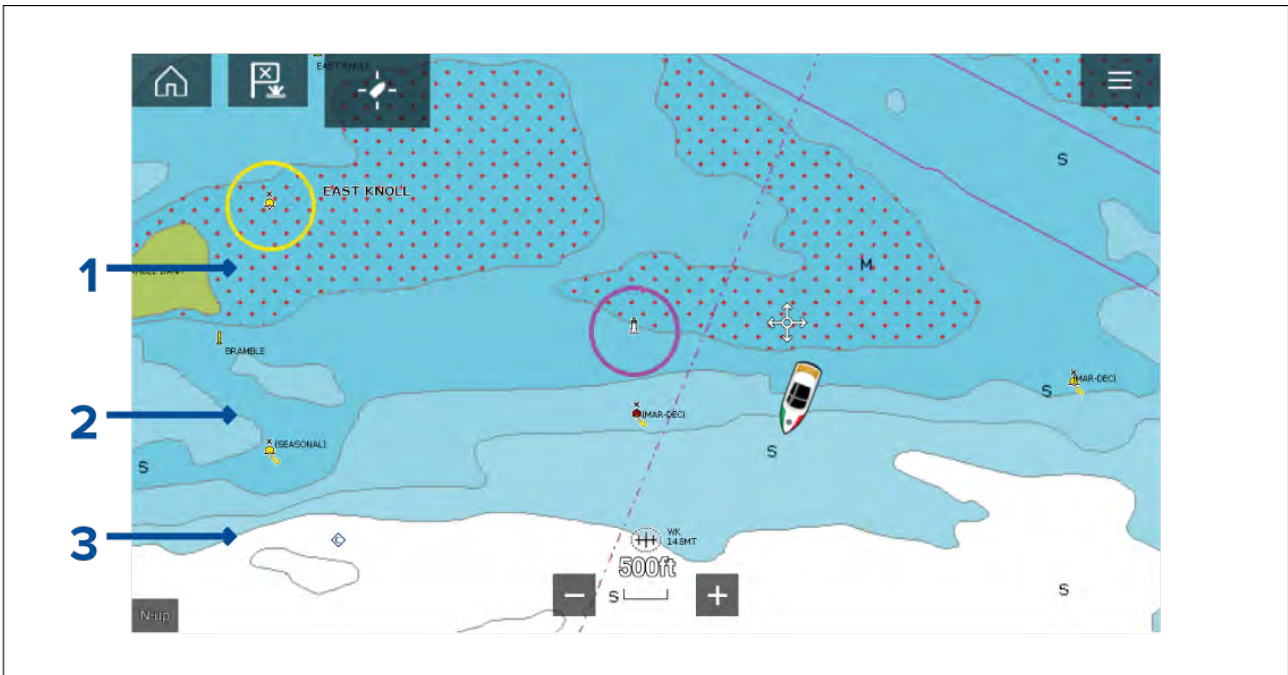 EAST KNOLL
EAST KNOLL
S
M
1
BRAMBLE
(MAR-DEC)
S
2
(MAR-DEC)
(SEASONAL)
S
S
3
WK
14.8MT
500ft
S
S
N-up